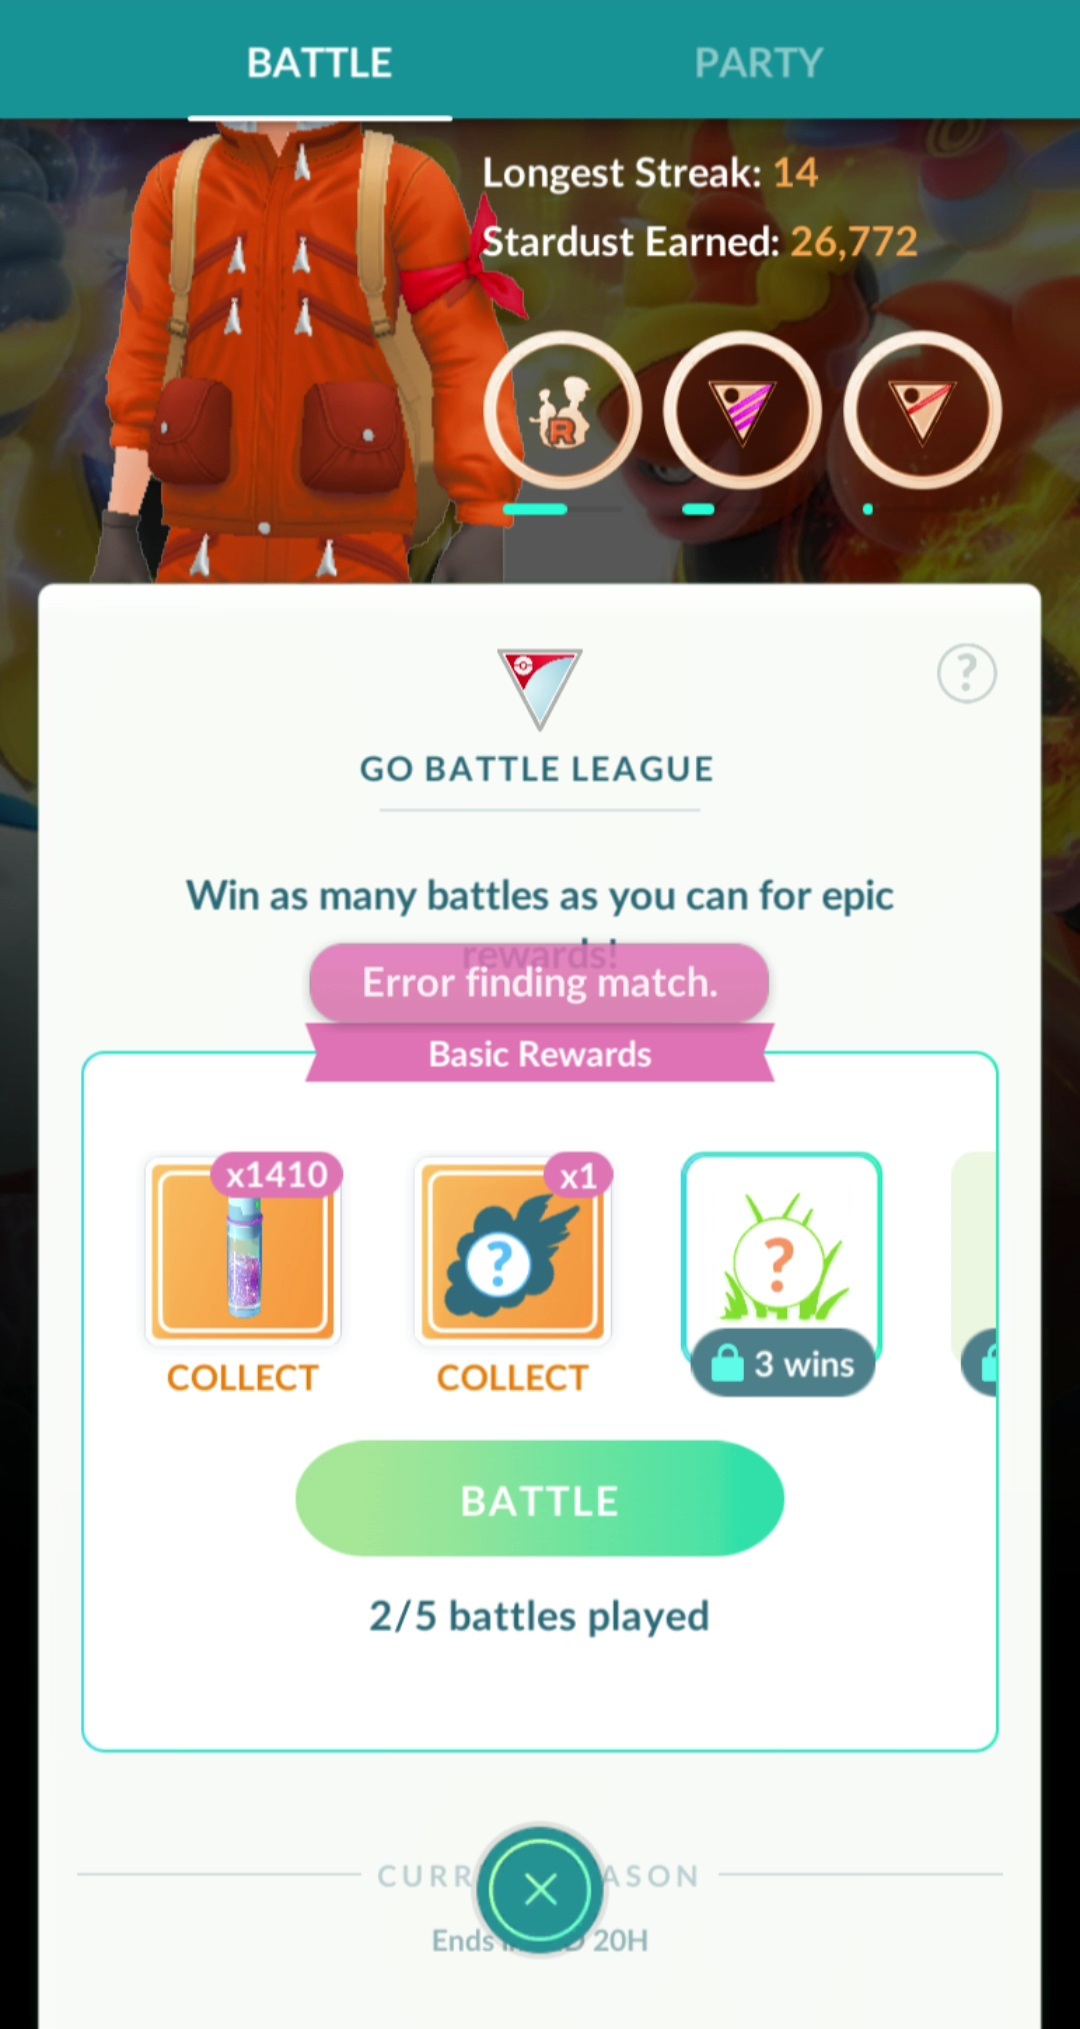 BATTLE
PARTY
Longest Streak: 14
Stardust Earned: 26,772
R
?
GO BATTLE LEAGUE
Win as many battles as you can for epic
rewards!
Error finding match.
Basic Rewards
x1410
x1
?
?
3 wins
COLLECT
COLLECT
BATTLE
2/5 battles played
CURR ASON
Ends 20H